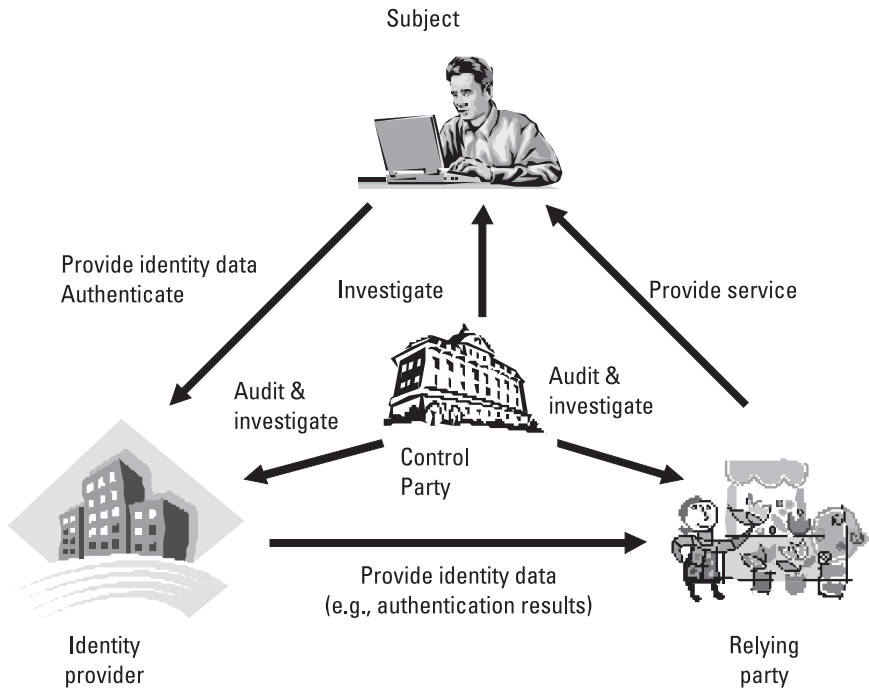 Subject
Provide identity data
Authenticate
Investigate
Provide service
Audit &
investigate
Audit &
investigate
Control
Party
Provide identity data
(e.g., authentication results)
Identity
provider
Relying
party